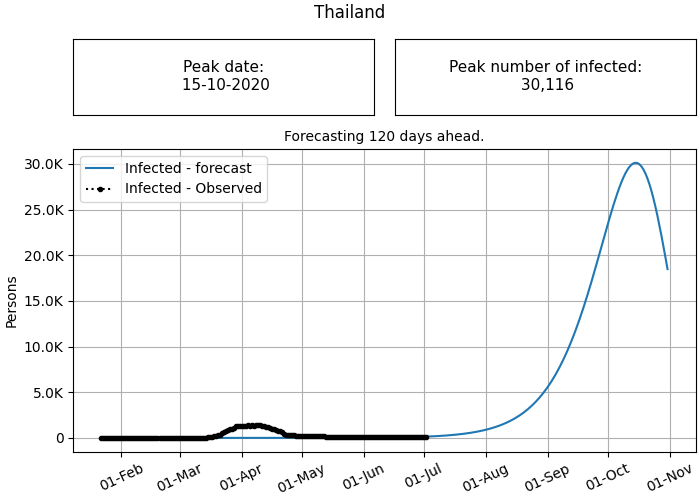 Thailand
Peak date:
15-10-2020
Peak number of infected:
30,116
Forecasting 120 days ahead.
Infected - forecast
Infected - Observed
30.0K
25.0K
20.0K
15.0K
10.0K
5.0K
0
Persons
01-Feb
01-Mar
01-Apr
01-May
01-Jun
01-Jul
01-Aug
01-Sep
01-Oct
01-Nov